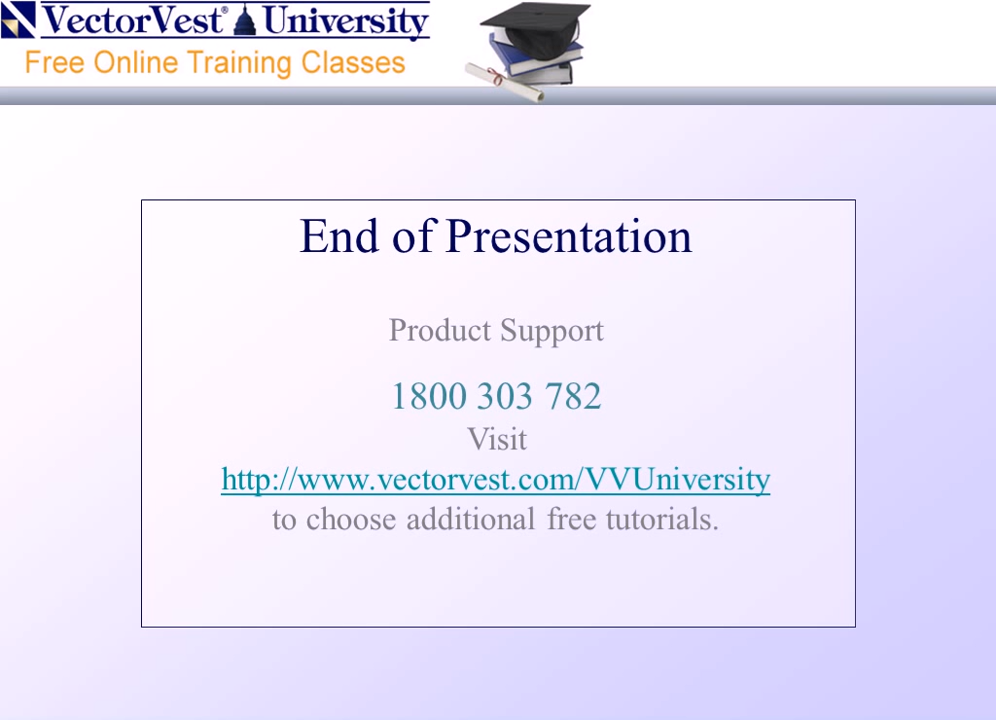 VectorVest® University
Free Online Training Classes
End of Presentation
Product Support
1800 303 782
Visit
http://www.vectorvest.com/VVUniversity
to choose additional free tutorials.